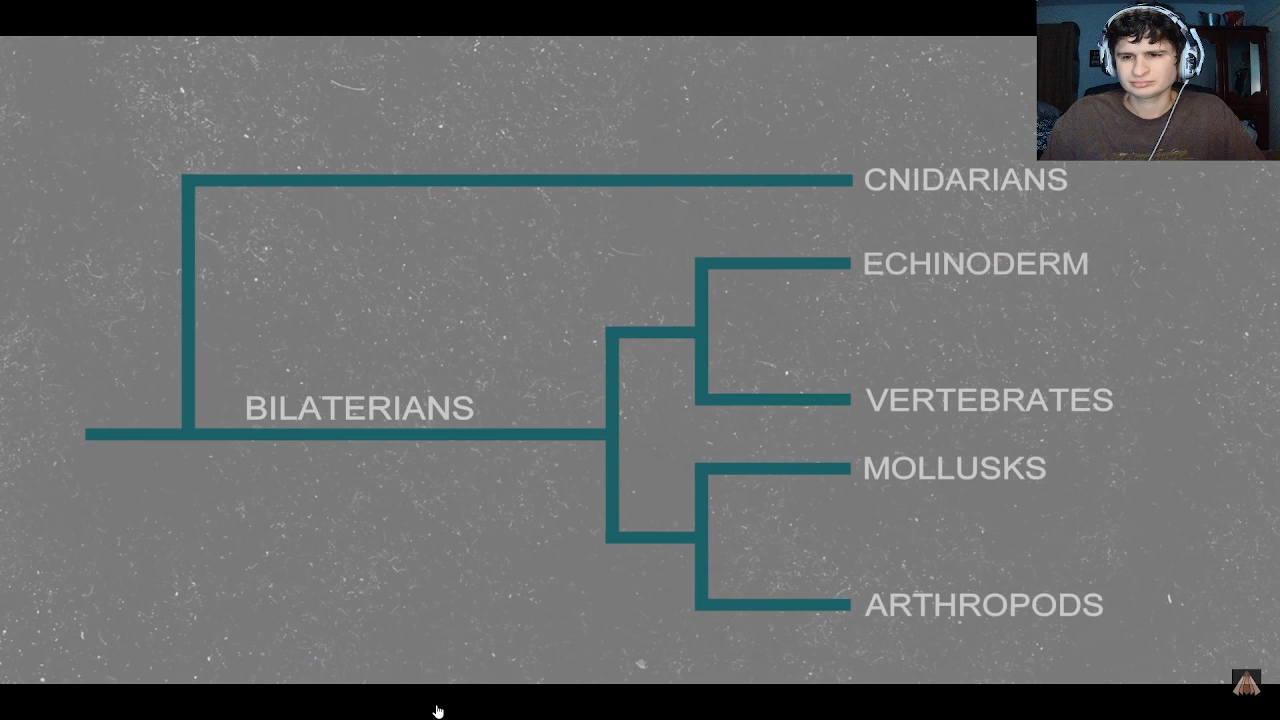 CNIDARIANS
ECHINODERM
BILATERIANS
VERTEBRATES
MOLLUSKS
ARTHROPODS